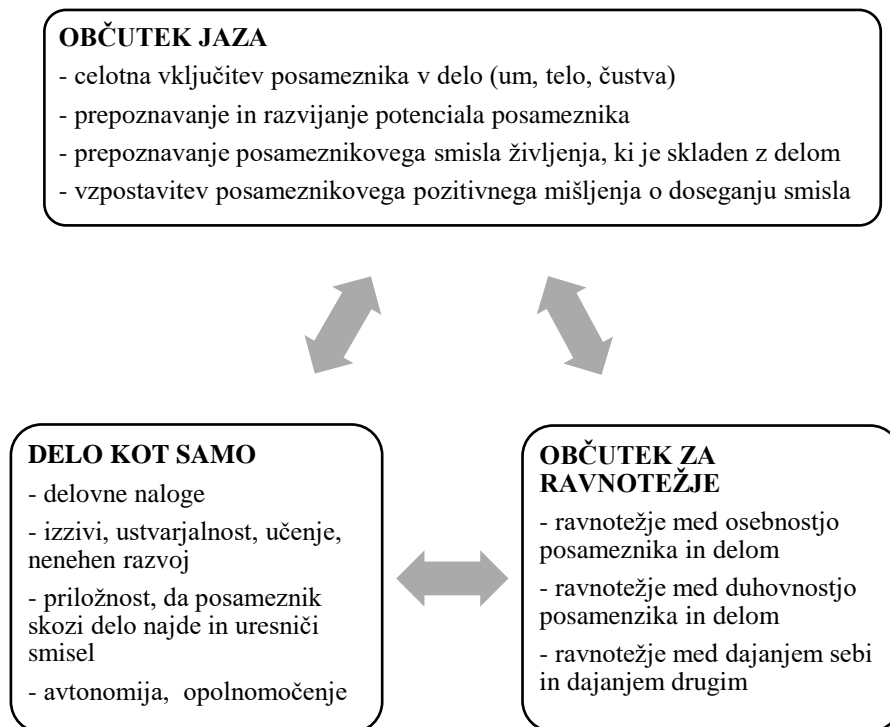 OBČUTEK JAZA
- celotna vključitev posameznika v delo (um, telo, čustva)
- prepoznavanje in razvijanje potenciala posameznika
- prepoznavanje posameznikovega smisla življenja, ki je skladen z delom
- vzpostavitev posameznikovega pozitivnega mišljenja o doseganju smisla
DELO KOT SAMO
- delovne naloge
- izzivi, ustvarjalnost, učenje,
nenehen razvoj
- priložnost, da posameznik
skozi delo najde in uresniči
smisel
- avtonomija, opolnomočenje
OBČUTEK ZA
RAVNOTEŽJE
- ravnotežje med osebnostjo
posameznika in delom
- ravnotežje med duhovnostjo
posamenzika in delom
- ravnotežje med dajanjem sebi
in dajanjem drugim